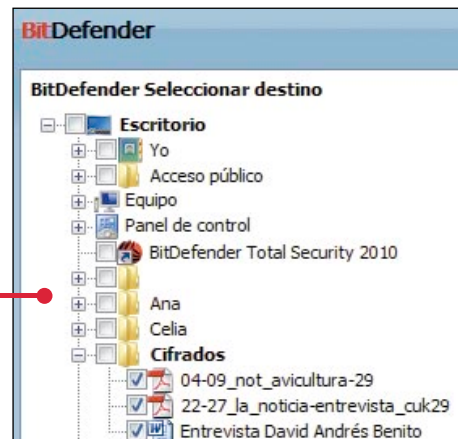 BitDefender
BitDefender Seleccionar destino
Escritorio
Yo
Acceso público
Equipo
Panel de control
BitDefender Total Security 2010
Ana
Celia
Cifrados
04-09_not_avicultura-29
22-27_la_noticia-entrevista_cuk29
Entrevista David Andrés Benito